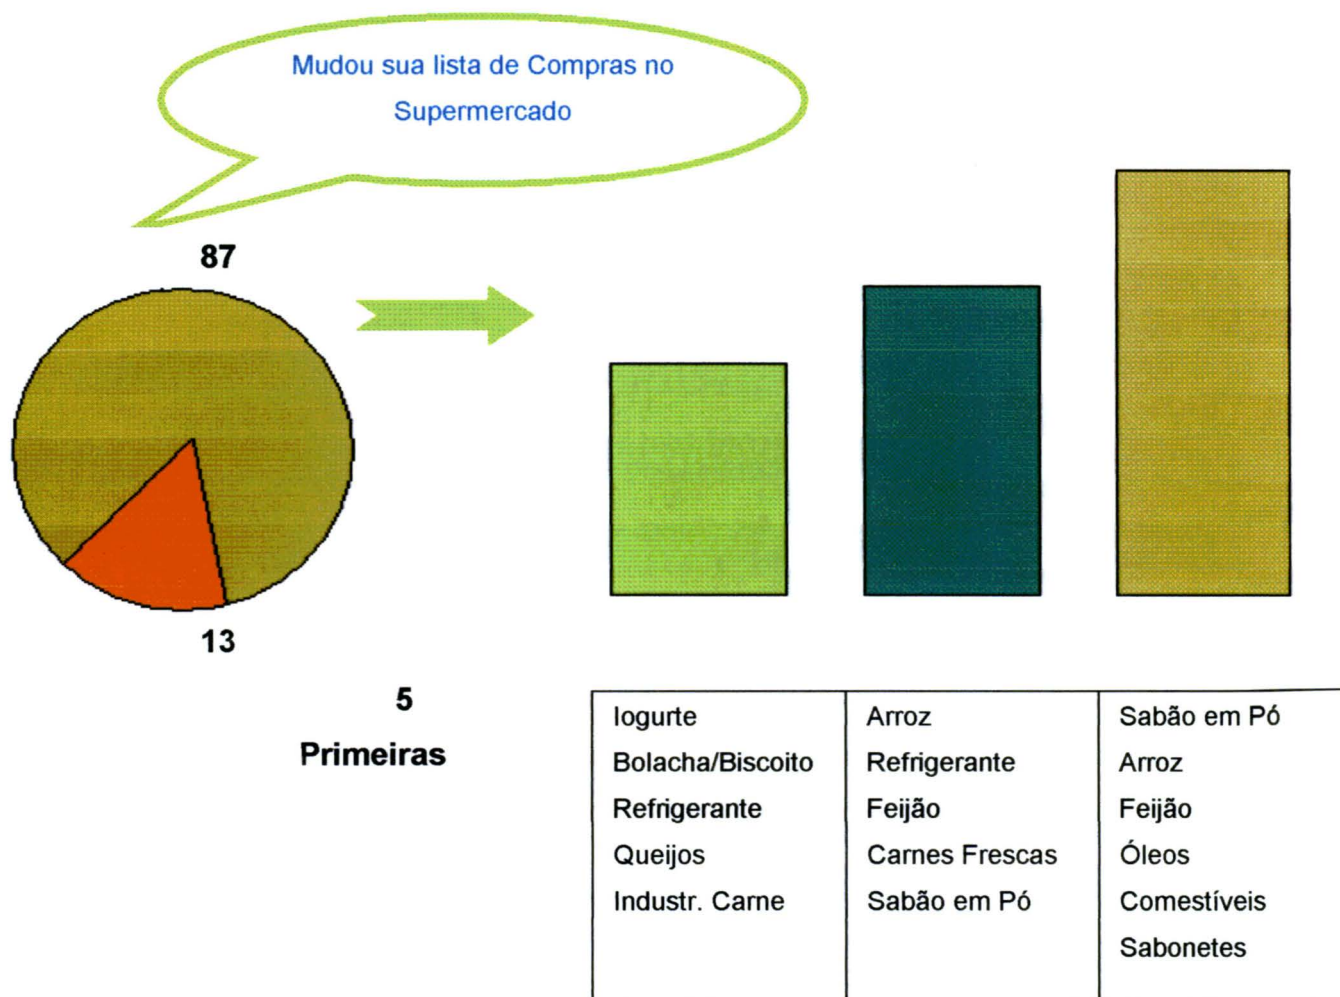 Mudou sua lista de Compras no
Supermercado
87
13
5
Primeiras
Iogurte
Bolacha/Biscoito
Refrigerante
Queijos
Industr. Carne
Arroz
Refrigerante
Feijão
Carnes Frescas
Sabão em Pó
Sabão em Pó
Arroz
Feijão
Óleos
Comestíveis
Sabonetes